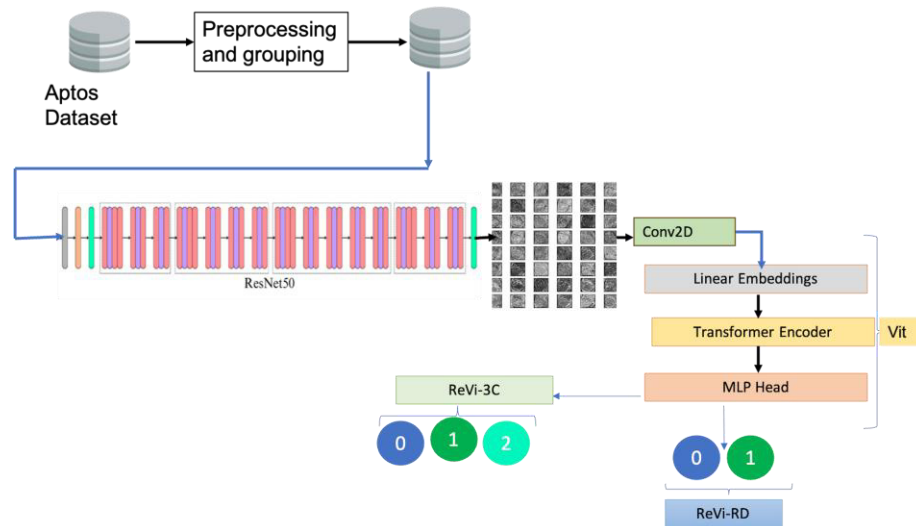 Preprocessing
and grouping
Aptos
Dataset
ResNet50
Conv2D
Linear Embeddings
Transformer Encoder
Vit
MLP Head
ReVi-3C
0
1
2
0
1
ReVi-RD